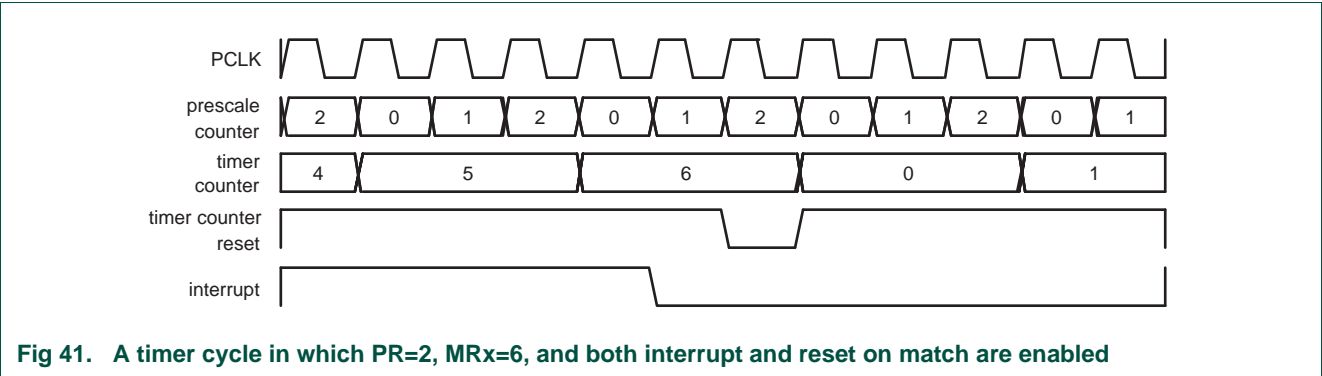 PCLK
prescale
counter
2 0 1 2 0 1 2 0 1 2 0 1
timer
counter
4 5 6 0 1
timer counter
reset
interrupt
Fig 41. A timer cycle in which PR=2, MRx=6, and both interrupt and reset on match are enabled